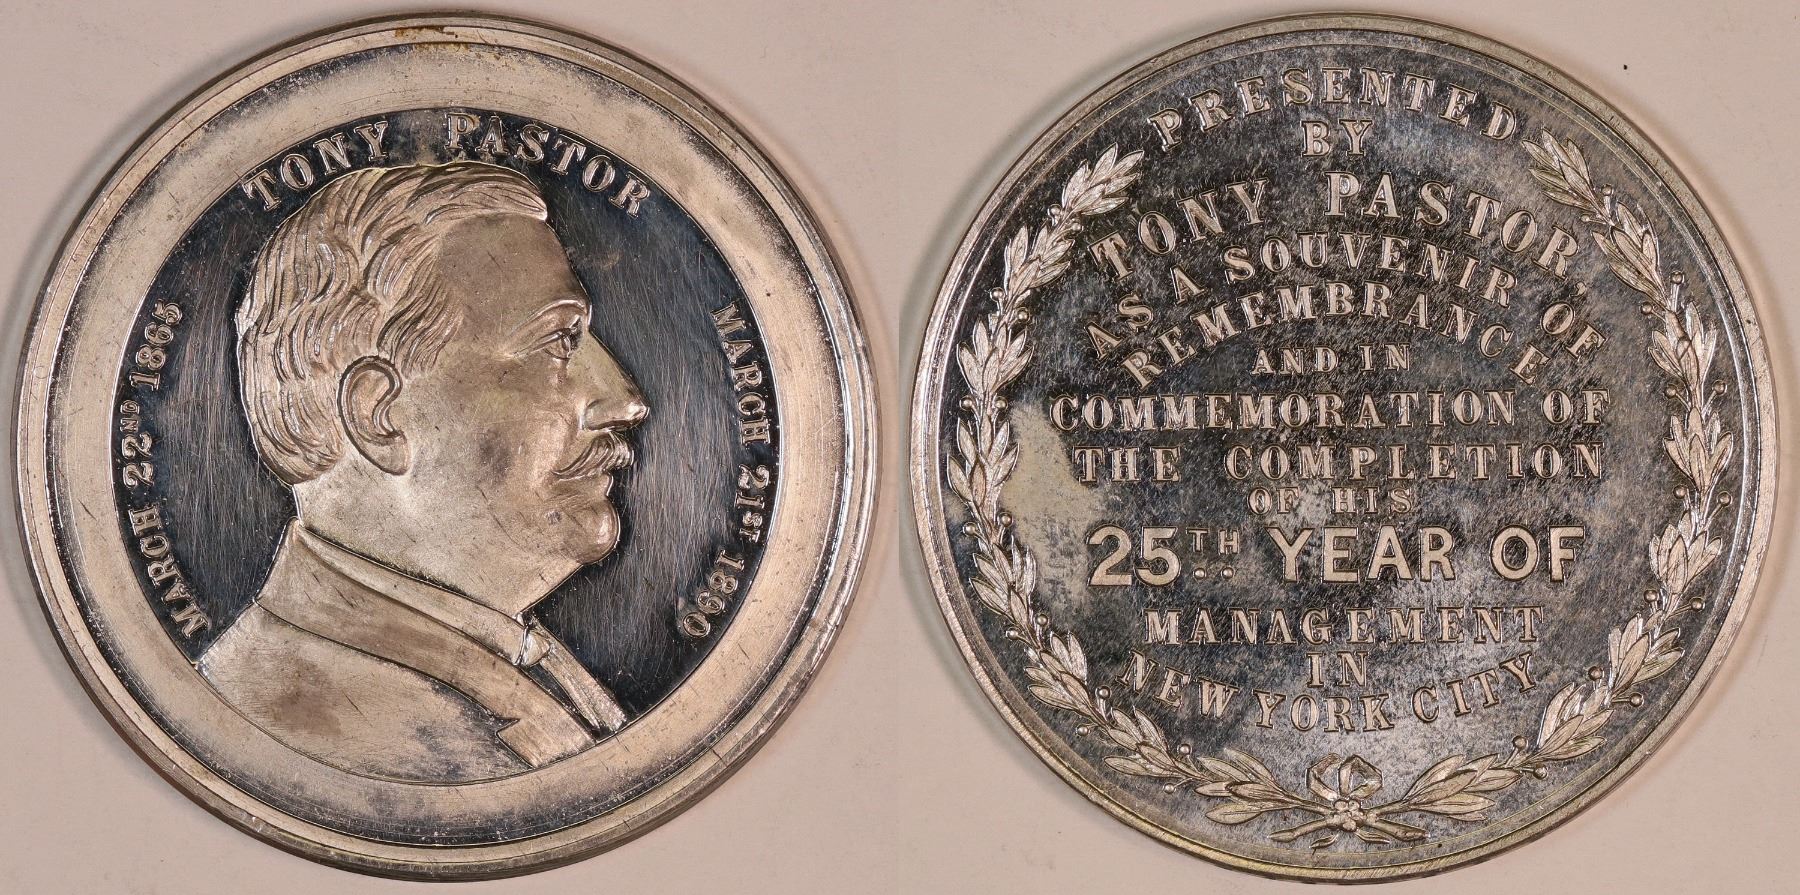 TONY PASTOR
MARCH 22ND 1865
MARCH 21ST 1890
PRESENTED
BY
TONY PASTOR,
AS A SOUVENIR OF
REMEMBRANCE
AND IN
COMMEMORATION OF
THE COMPLETION
OF HIS
25TH YEAR OF
MANAGEMENT
IN
NEW YORK CITY